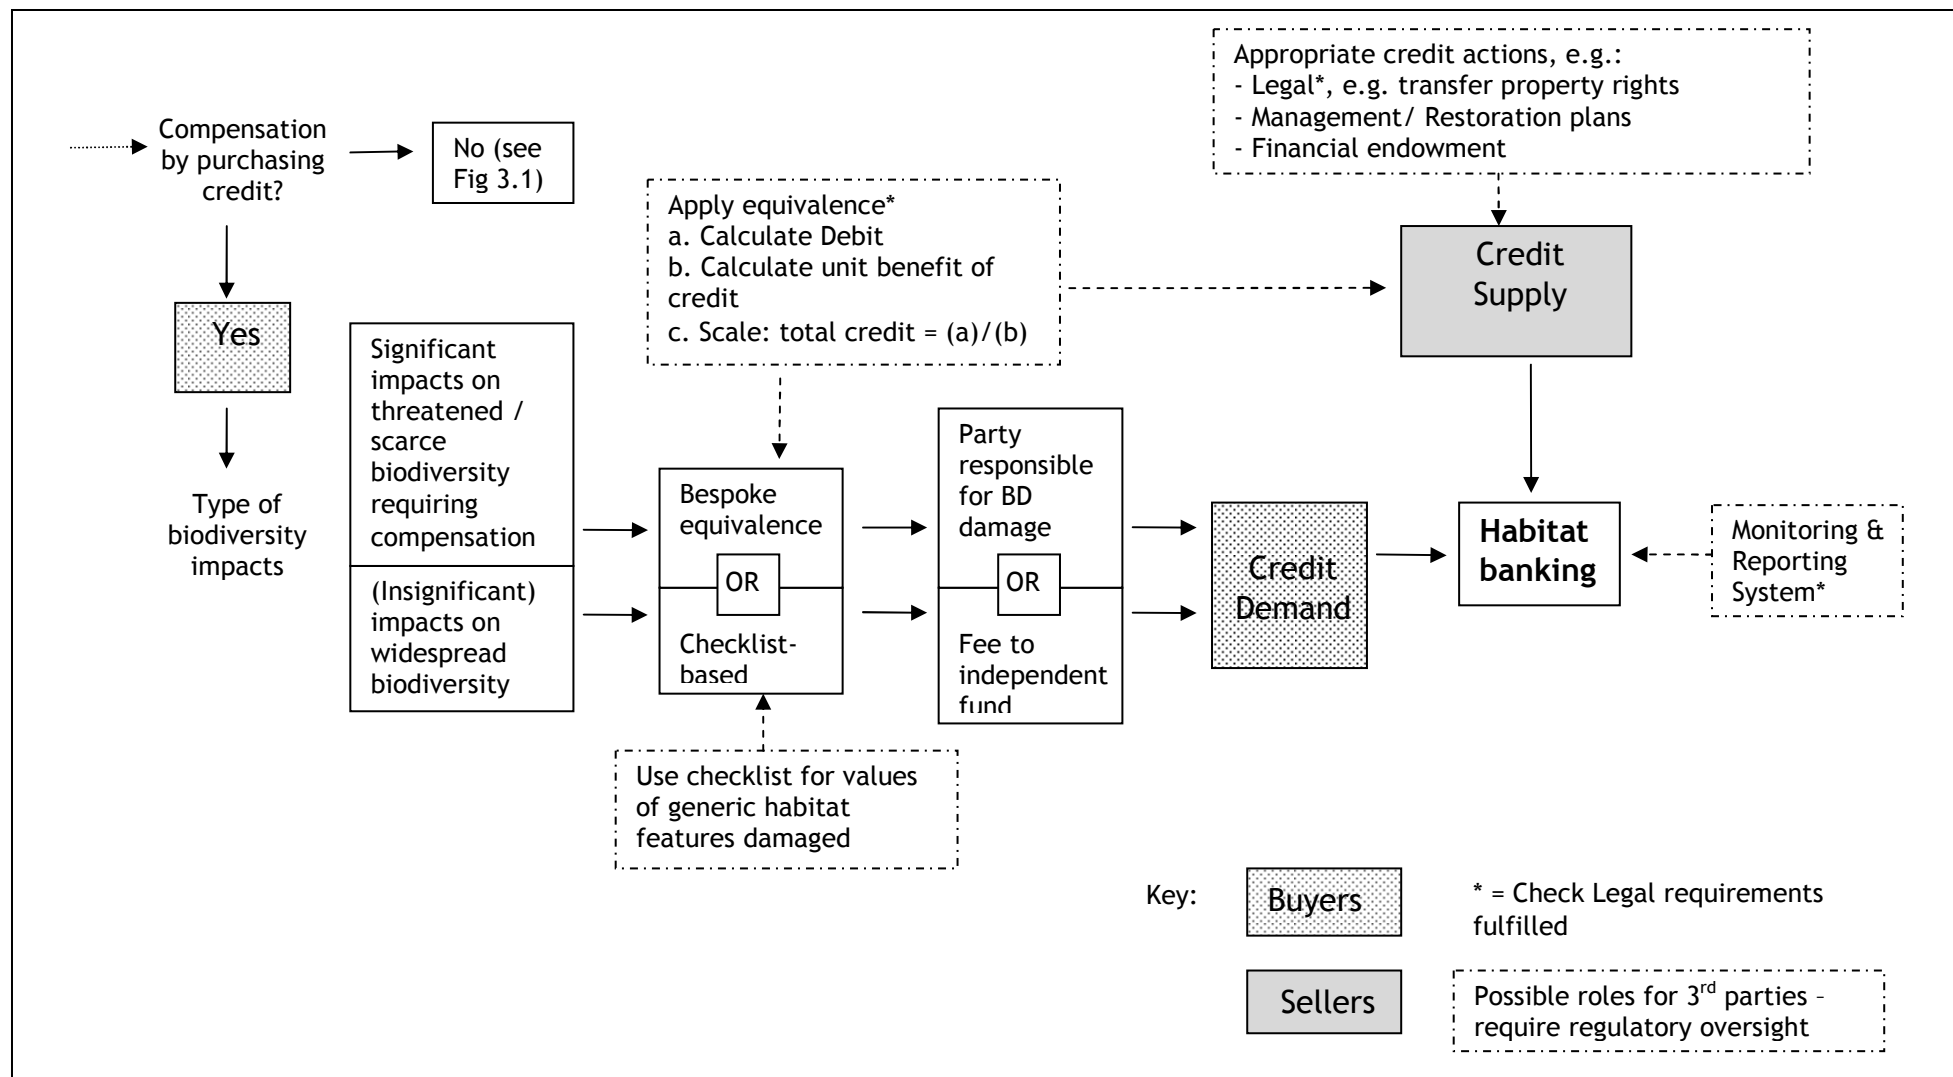 Compensation
by purchasing
credit?
No (see
Fig 3.1)
Yes
Type of
biodiversity
impacts
Significant
impacts on
threatened /
scarce
biodiversity
requiring
compensation
(Insignificant)
impacts on
widespread
biodiversity
Apply equivalence*
a. Calculate Debit
b. Calculate unit benefit of
credit
c. Scale: total credit = (a)/(b)
Bespoke
equivalence
OR
Checklist-
based
Use checklist for values
of generic habitat
features damaged
Party
responsible
for BD
damage
OR
Fee to
independent
fund
Credit
Demand
Appropriate credit actions, e.g.:
- Legal*, e.g. transfer property rights
- Management/ Restoration plans
- Financial endowment
Credit
Supply
Habitat
banking
Monitoring &
Reporting
System*
Key:
Buyers
* = Check Legal requirements
fulfilled
Sellers
Possible roles for 3rd parties –
require regulatory oversight